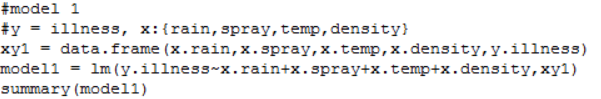 #model 1
#y = illness, x:{rain,spray,temp,density}
xy1 = data.frame(x.rain,x.spray,x.temp,x.density,y.illness)
model1 = lm(y.illness~x.rain+x.spray+x.temp+x.density,xy1)
summary(model1)